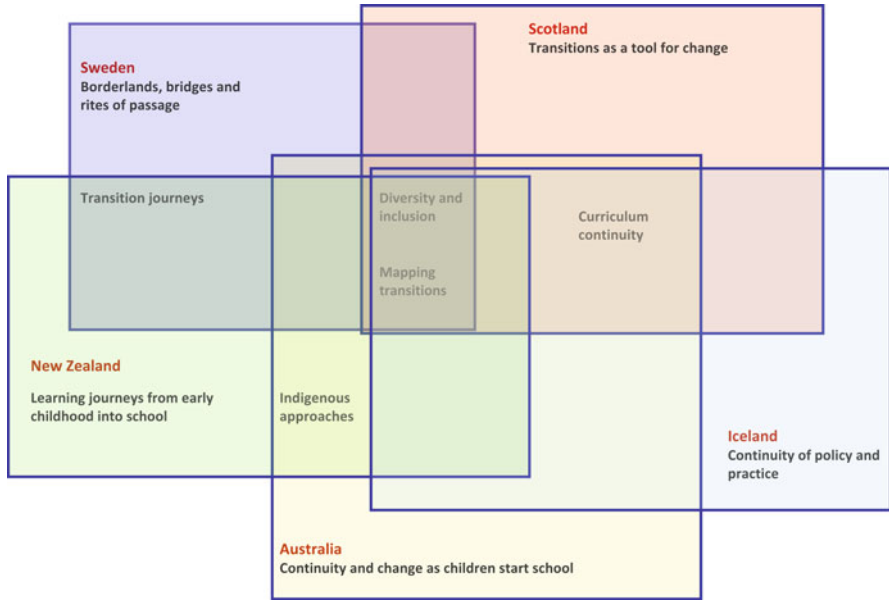 Scotland
Transitions as a tool for change
Sweden
Borderlands, bridges and
rites of passage
Transition journeys
Diversity and
inclusion
Curriculum
continuity
Mapping
transitions
New Zealand
Learning journeys from early
childhood into school
Indigenous
approaches
Iceland
Continuity of policy and
practice
Australia
Continuity and change as children start school